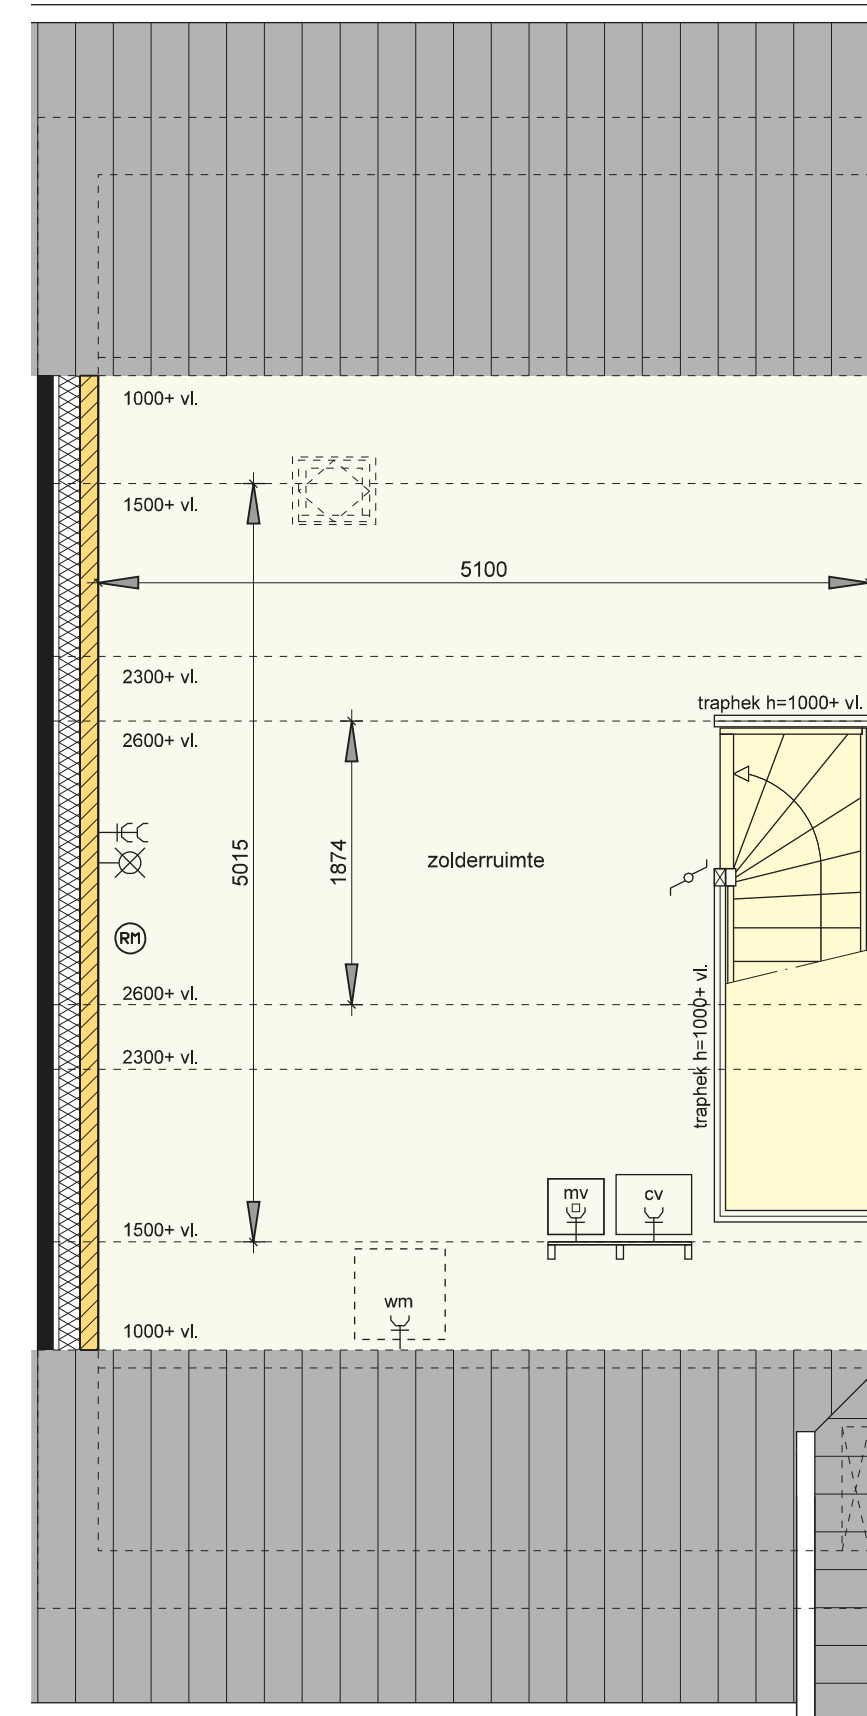 1000+ vl.
1500+ vl.
5100
2300+ vl.
traphek h=1000+ vl.
2600+ vl.
5015
1874
zolderruimte
RM
2600+ vl.
traphek h=1000+ vl.
2300+ vl.
mv
cv
1500+ vl.
wm
1000+ vl.